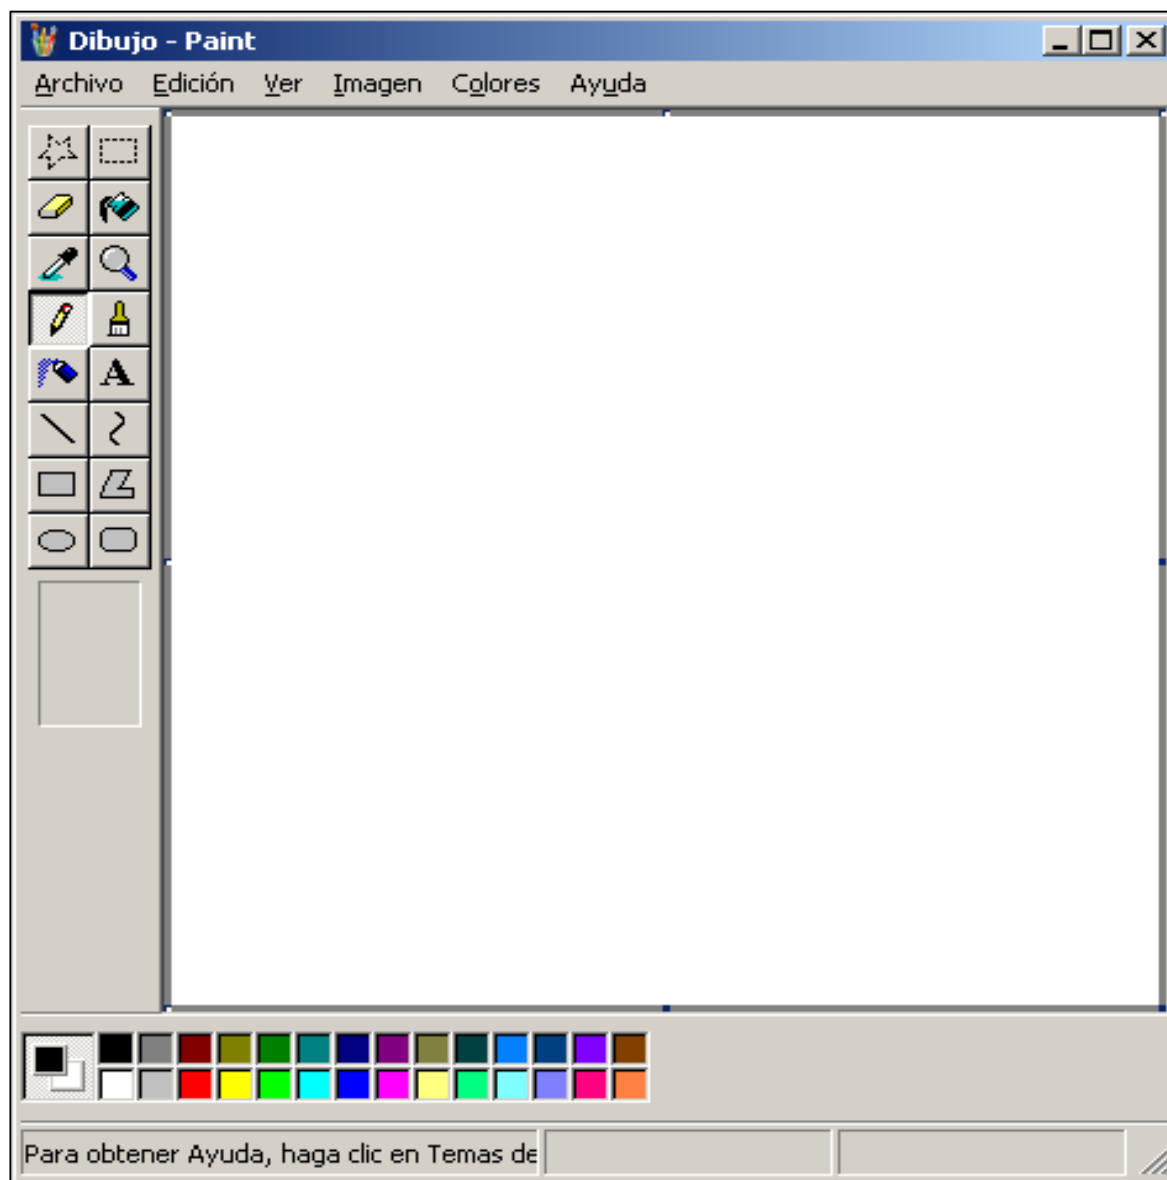 Dibujo - Paint
Archivo Edición Ver Imagen Colores Ayuda
A
Para obtener Ayuda, haga clic en Temas de